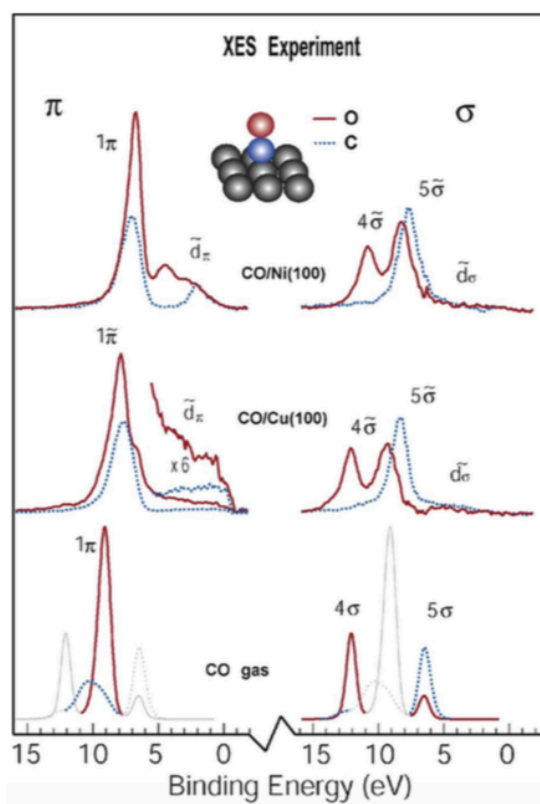 XES Experiment
π
σ
O
C
1π
d̃π
CO/Ni(100)
4σ̃
5σ̃
d̃σ
1π̃
d̃π
x 6
CO/Cu(100)
4σ̃
5σ̃
d̃σ
1π
CO gas
4σ
5σ
15 10 5 0 15 10 5 0
Binding Energy (eV)